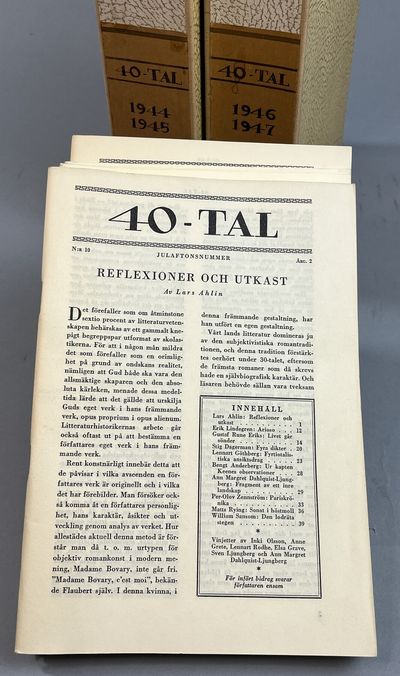 40-TAL
1944
1945
40-TAL
1946
1947
40-TAL
N:r 10
JULAFTONSNUMMER
Årg. 2
REFLEXIONER OCH UTKAST
Av Lars Ahlin
Det förefaller som om åtminstone
sextio procent av litteraturveten-
skapen behärskas av ett gammalt kne-
pigt begreppspar utformat av skolas-
tikerna. För att i någon mån mildra
det som förefaller som en orimlig-
het på grund av ondskans realitet,
nämligen att Gud både ska vara den
allsmäktige skaparen och den abso-
luta kärleken, menade dessa medel-
tida lärde att det gällde att urskilja
Guds eget verk i hans främmande
verk, opus proprium i opus alienum.
Litteraturhistorikernas arbete går
också oftast ut på att bestämma en
författares eget verk i hans främ-
mande verk.
Rent konstnärligt innebär detta att
de påvisar i vilka avseenden en för-
fattares verk är originellt och i vilka
det har förebilder. Man försöker ock-
så komma åt en författares personlig-
het, hans karaktär, åsikter och ut-
veckling genom analys av verket. Hur
allestädes aktuell denna metod är för-
står man då t. o. m. urtypen för
objektiv romankonst i modern me-
ning, Madame Bovary, inte går fri.
"Madame Bovary, c'est moi", bekän-
de Flaubert själv. I denna kvinna, i
denna främmande gestaltning, har
han utfört en egen gestaltning.
Vårt lands litteratur domineras ju
av den subjektivistiska romantradi-
tionen, och denna tradition förstärk-
tes oerhört under 30-talet, eftersom
de främsta romaner som då skrevs
hade en självbiografisk karaktär. Och
läsaren behövde sällan vara tveksam
INNEHÅLL
Lars Ahlin: Reflexioner och
utkast 1
Erik Lindegren: Arioso 12
Gustaf Rune Eriks: Livet går
sönder 14
Stig Dagerman: Fyra dikter 20
Lennart Göthberg: Fyrtiotalis-
tiska ansiktsdrag 23
Bengt Anderberg: Ur kapten
Keenes observationer 28
Ann Margret Dahlquist-Ljung-
berg: Fragment av ett inre
landskap 29
Per-Olov Zennström: Pariskrö-
nika 33
Matts Rying: Sonat i höstmoll 36
William Sansom: Den lodräta
stegen 39
*
Vinjetter av Inki Olsson, Anne
Grete, Lennart Rodhe, Elsa Grave,
Sven Ljungberg och Ann Margret
Dahlquist-Ljungberg
*
För infört bidrag svarar
författaren ensam